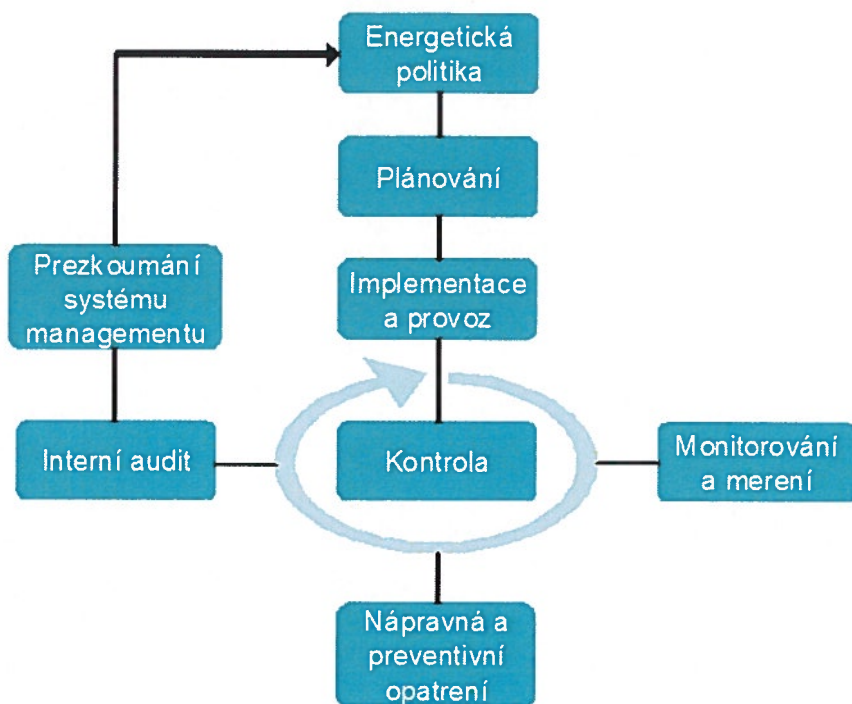 Energetická
politika
Plánování
Prezkoumání
systému
managementu
Implementace
a provoz
Interní audit
Kontrola
Monitorování
a merení
Nápravná a
preventivní
opatrení